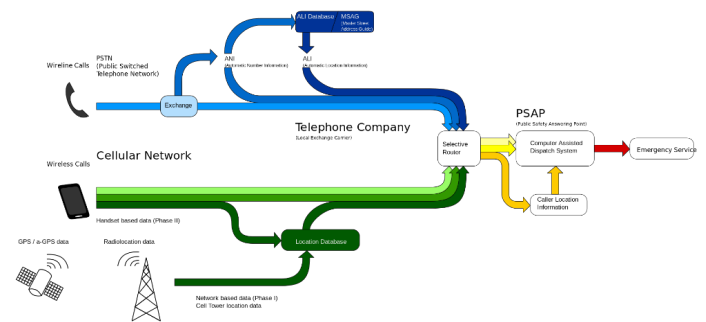 ALI Database
MSAG
(Master Street
Address Guide)
PSTN
(Public Switched
Telephone Network)
Wireline Calls
ANI
(Automatic Number Information)
ALI
(Automatic Location Information)
Exchange
Telephone Company
(Local Exchange Carrier)
PSAP
(Public Safety Answering Point)
Selective
Router
Computer Assisted
Dispatch System
Emergency Service
Cellular Network
Wireless Calls
Caller Location
Information
Handset based data (Phase II)
GPS / a-GPS data
Radiolocation data
Location Database
Network based data (Phase I)
Cell Tower location data